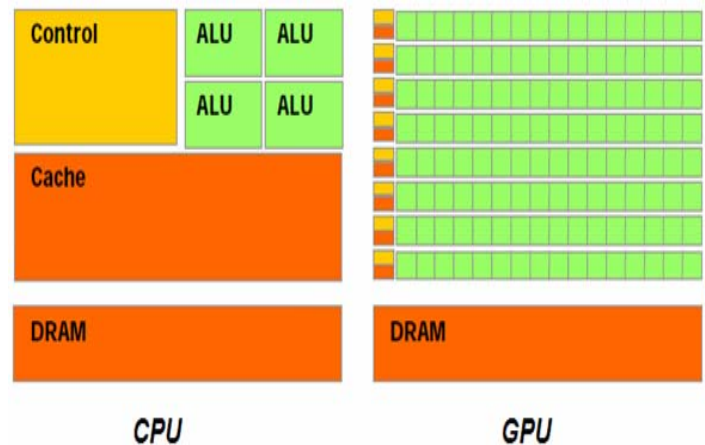 Control
ALU ALU
ALU ALU
Cache
DRAM
DRAM
CPU
GPU